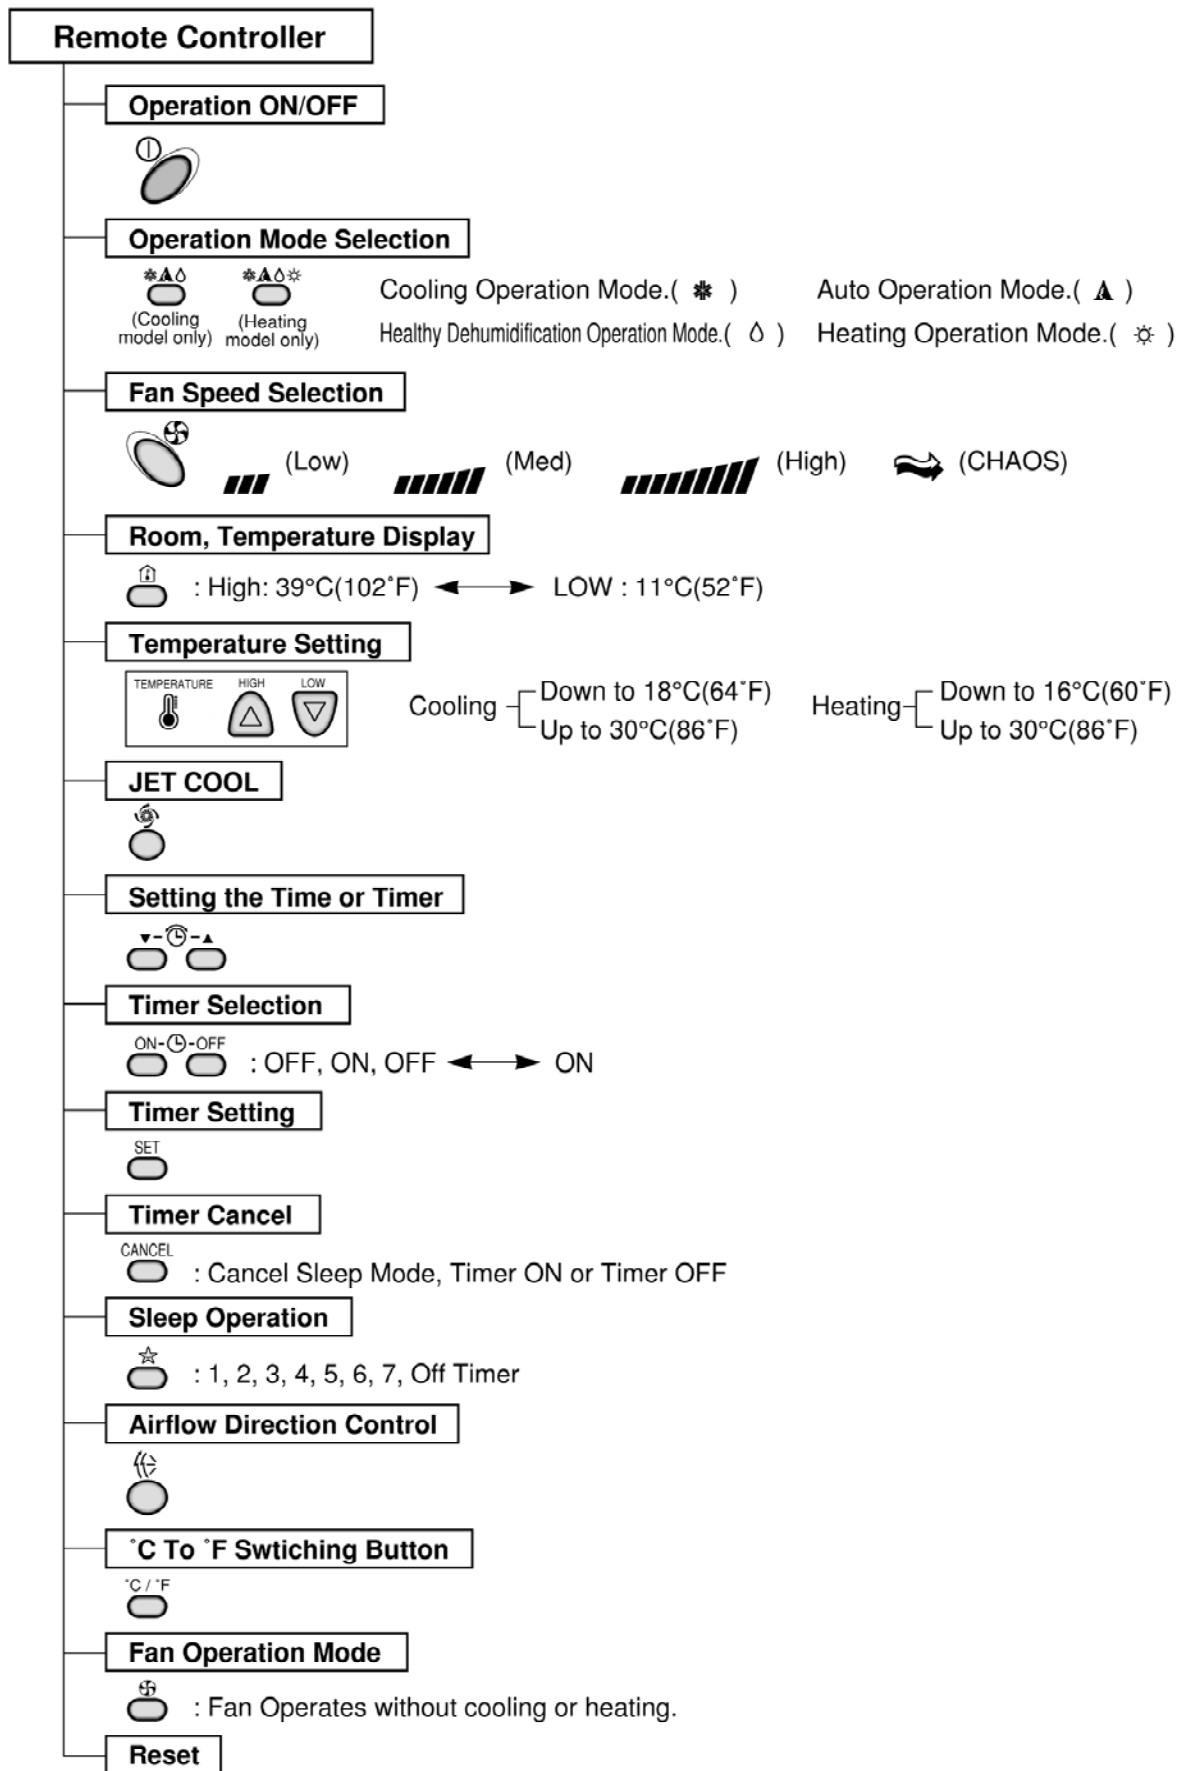 Remote Controller
Operation ON/OFF
Operation Mode Selection
(Cooling model only)
(Heating model only)
Cooling Operation Mode.( ) Auto Operation Mode.( )
Healthy Dehumidification Operation Mode.( ) Heating Operation Mode.( )
Fan Speed Selection
(Low) (Med) (High) (CHAOS)
Room, Temperature Display
: High: 39°C(102°F) LOW : 11°C(52°F)
Temperature Setting
TEMPERATURE HIGH LOW
Cooling
Down to 18°C(64°F)
Up to 30°C(86°F)
Heating
Down to 16°C(60°F)
Up to 30°C(86°F)
JET COOL
Setting the Time or Timer
Timer Selection
ON- -OFF
: OFF, ON, OFF ON
Timer Setting
SET
Timer Cancel
CANCEL
: Cancel Sleep Mode, Timer ON or Timer OFF
Sleep Operation
: 1, 2, 3, 4, 5, 6, 7, Off Timer
Airflow Direction Control
°C To °F Swtiching Button
°C / °F
Fan Operation Mode
: Fan Operates without cooling or heating.
Reset